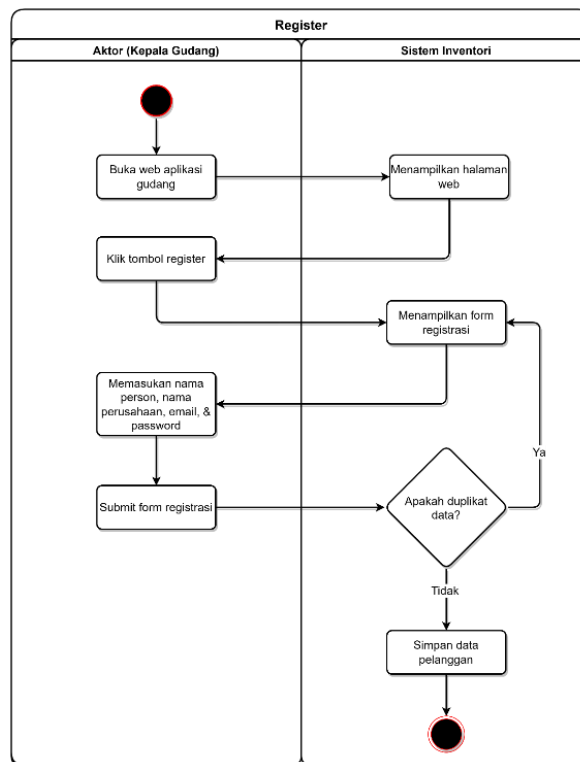 Register
Aktor (Kepala Gudang)
Sistem Inventori
Buka web aplikasi
gudang
Menampilkan halaman
web
Klik tombol register
Menampilkan form
registrasi
Memasukan nama
person, nama
perusahaan, email, &
password
Ya
Submit form registrasi
Apakah duplikat
data?
Tidak
Simpan data
pelanggan